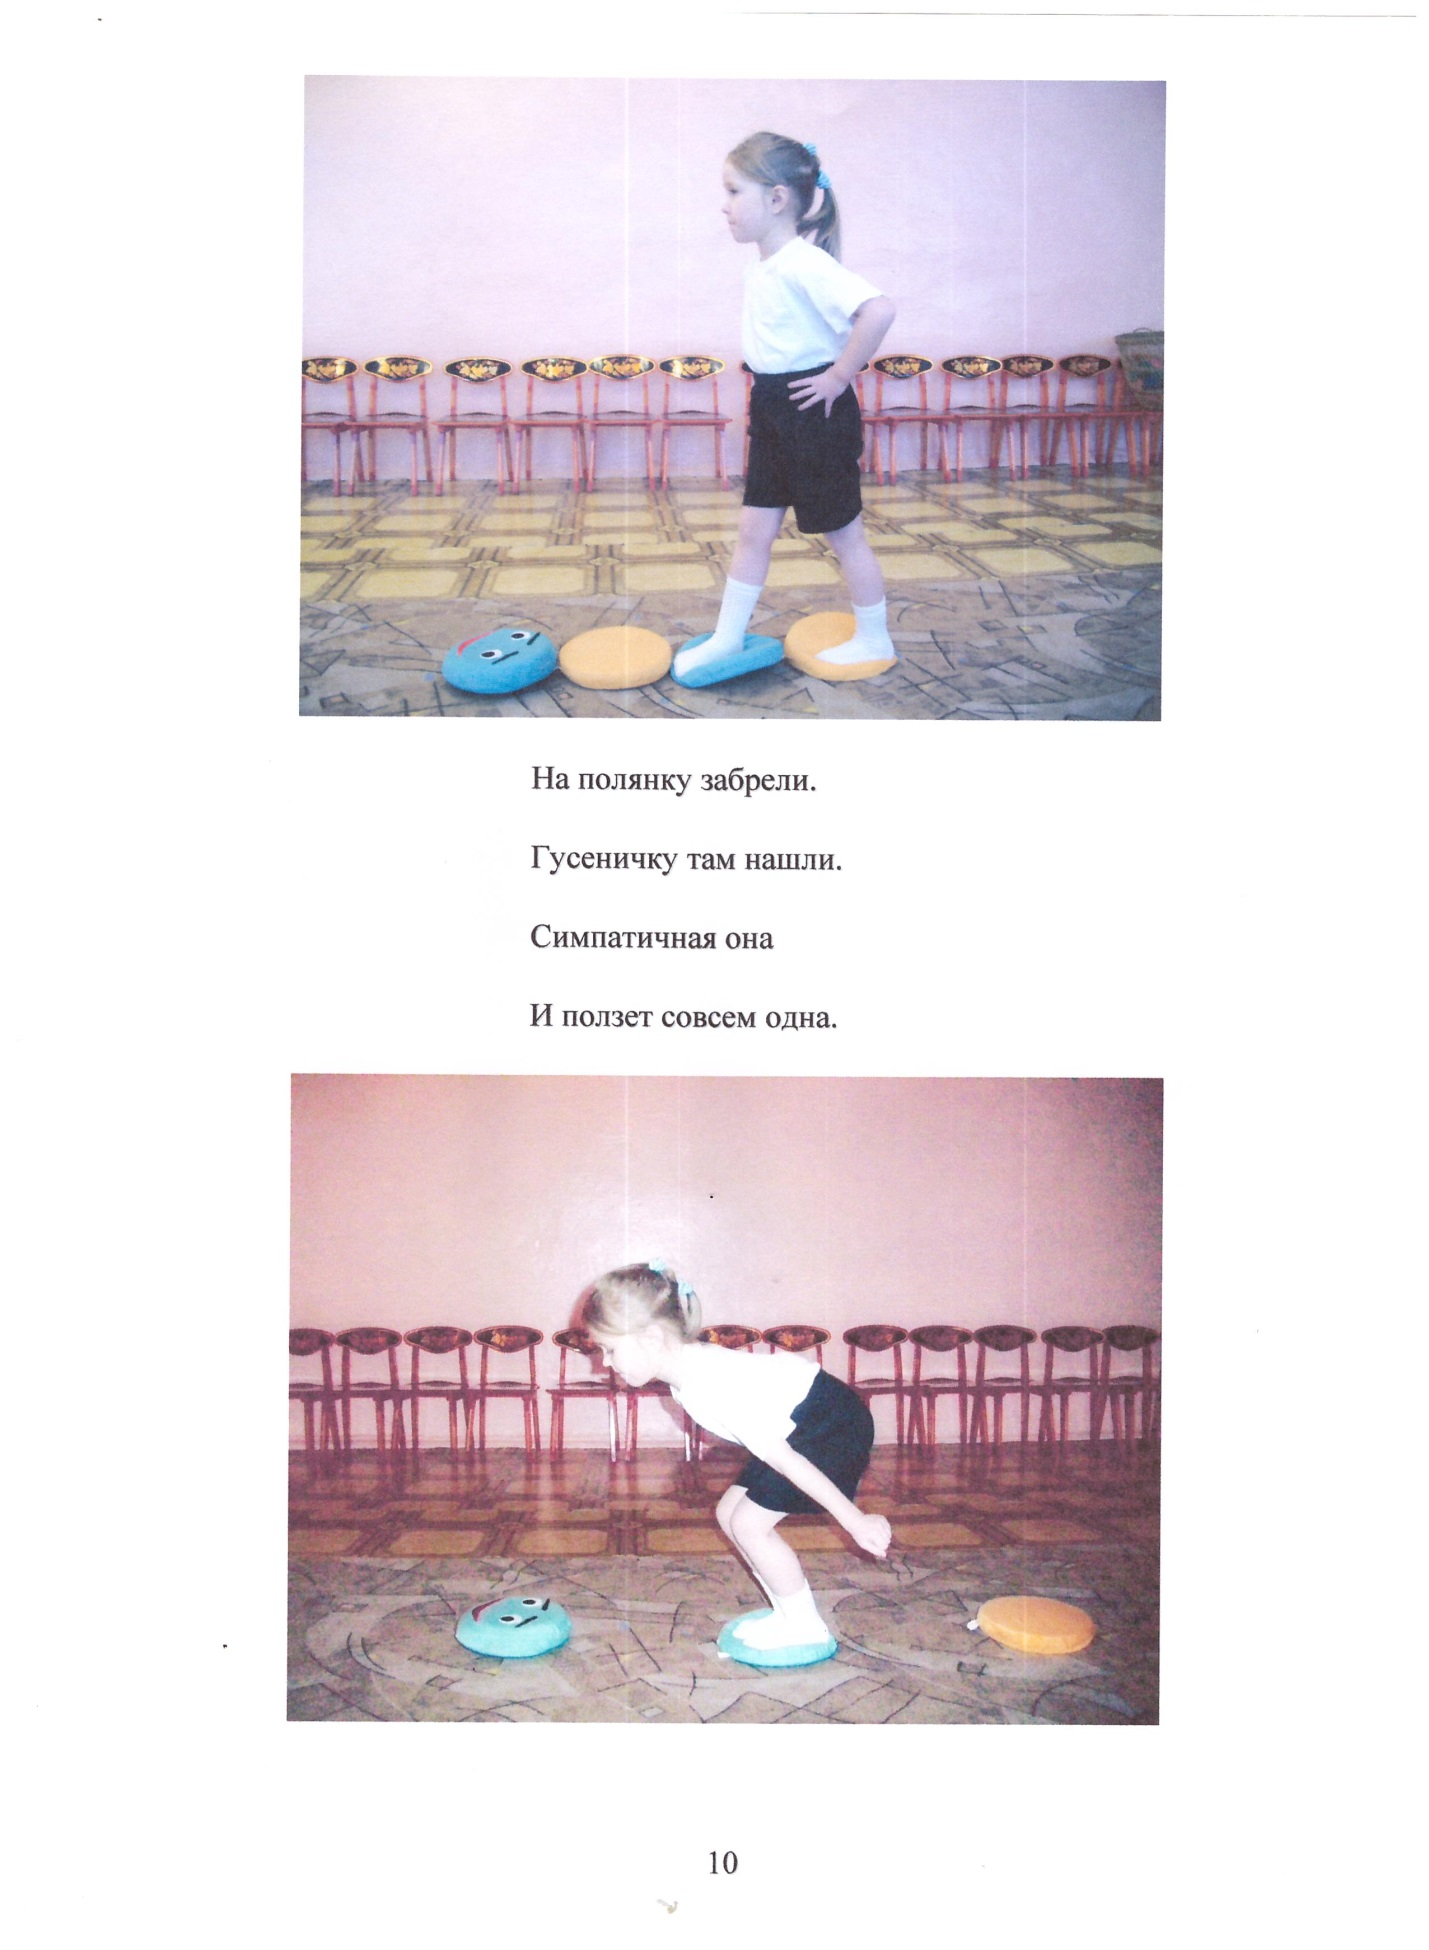 На полянку забрели.
Гусеничку там нашли.
Симпатичная она
И ползет совсем одна.
10